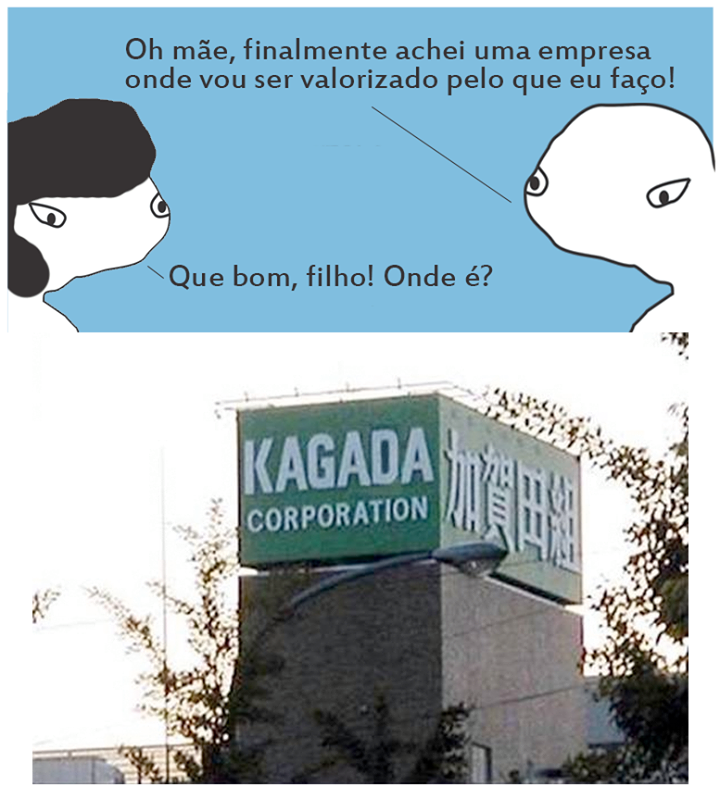 Oh mãe, finalmente achei uma empresa
onde vou ser valorizado pelo que eu faço!
Que bom, filho! Onde é?
KAGADA
CORPORATION
加賀田組